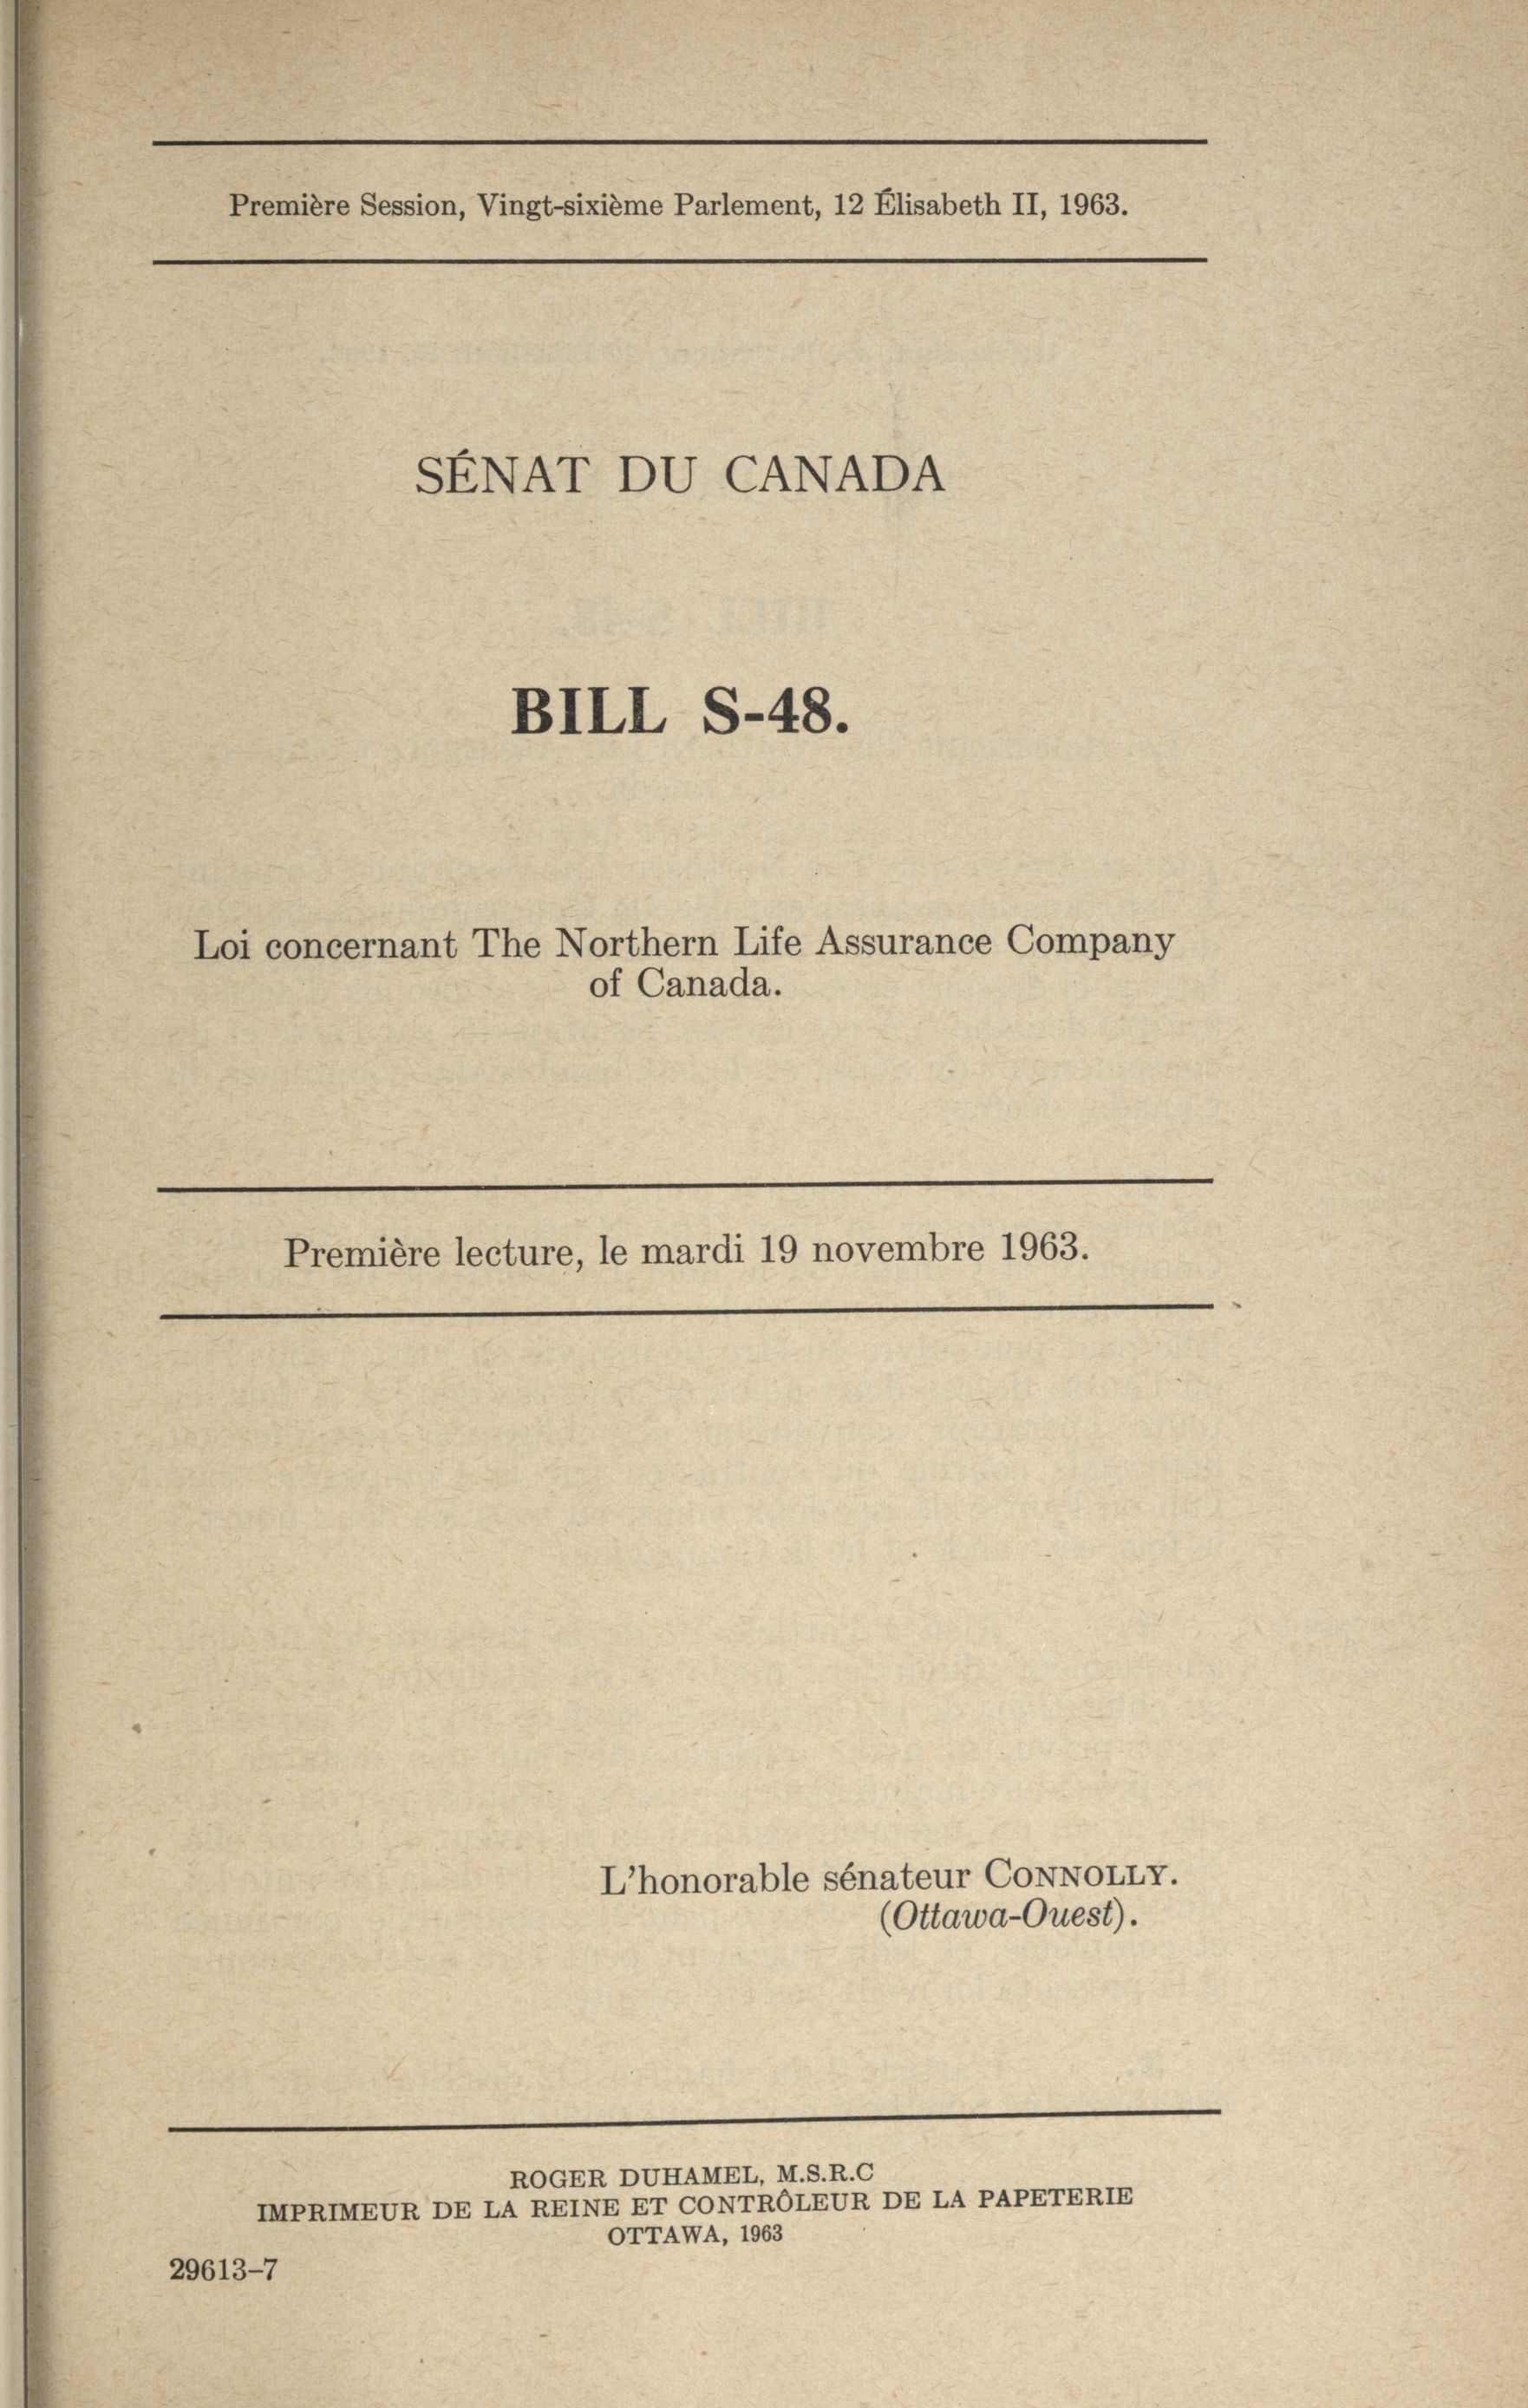 Première Session, Vingt-sixième Parlement, 12 Élisabeth II, 1963.
SÉNAT DU CANADA
BILL S-48.
Loi concernant The Northern Life Assurance Company
of Canada.
Première lecture, le mardi 19 novembre 1963.
L'honorable sénateur CONNOLLY.
(Ottawa-Ouest).
ROGER DUHAMEL, M.S.R.C
IMPRIMEUR DE LA REINE ET CONTRÔLEUR DE LA PAPETERIE
OTTAWA, 1963
29613–7